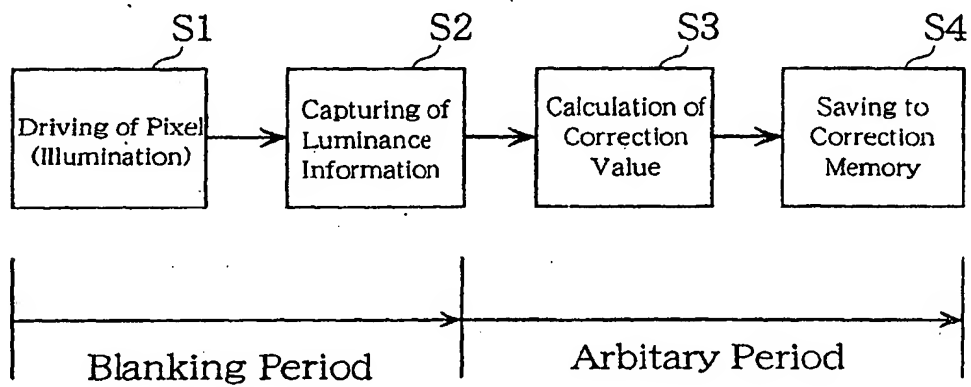 S1
S2
S3
S4
Driving of Pixel
(Illumination)
Capturing of
Luminance
Information
Calculation of
Correction
Value
Saving to
Correction
Memory
Blanking Period
Arbitary Period